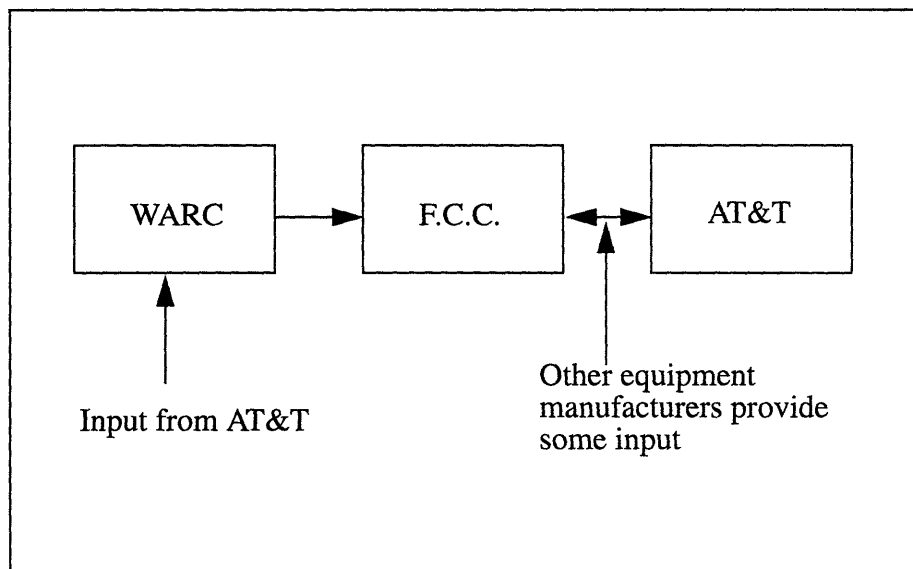 WARC
F.C.C.
AT&T
Input from AT&T
Other equipment
manufacturers provide
some input